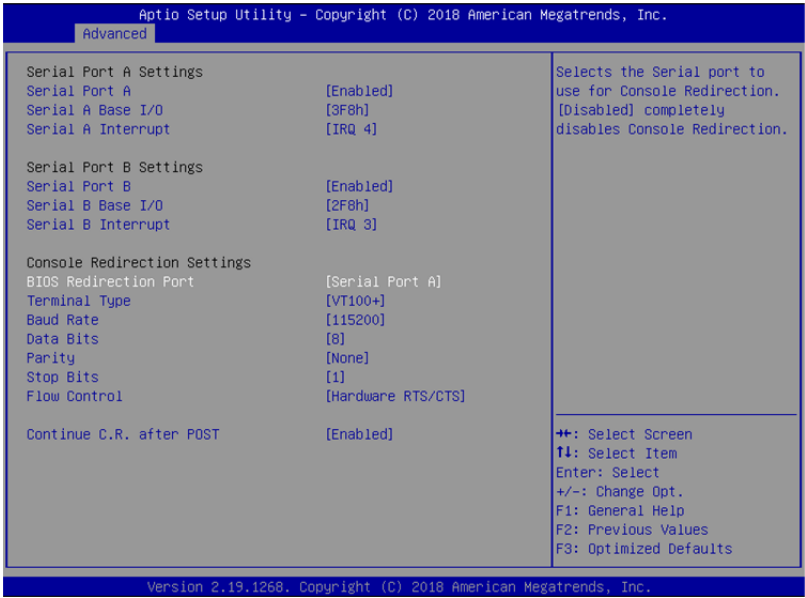 Aptio Setup Utility – Copyright (C) 2018 American Megatrends, Inc.
Advanced
Serial Port A Settings
Serial Port A [Enabled]
Serial A Base I/O [3F8h]
Serial A Interrupt [IRQ 4]
Serial Port B Settings
Serial Port B [Enabled]
Serial B Base I/O [2F8h]
Serial B Interrupt [IRQ 3]
Console Redirection Settings
BIOS Redirection Port [Serial Port A]
Terminal Type [VT100+]
Baud Rate [115200]
Data Bits [8]
Parity [None]
Stop Bits [1]
Flow Control [Hardware RTS/CTS]
Continue C.R. after POST [Enabled]
Selects the Serial port to
use for Console Redirection.
[Disabled] completely
disables Console Redirection.
→←: Select Screen
↑↓: Select Item
Enter: Select
+/-: Change Opt.
F1: General Help
F2: Previous Values
F3: Optimized Defaults
Version 2.19.1268. Copyright (C) 2018 American Megatrends, Inc.